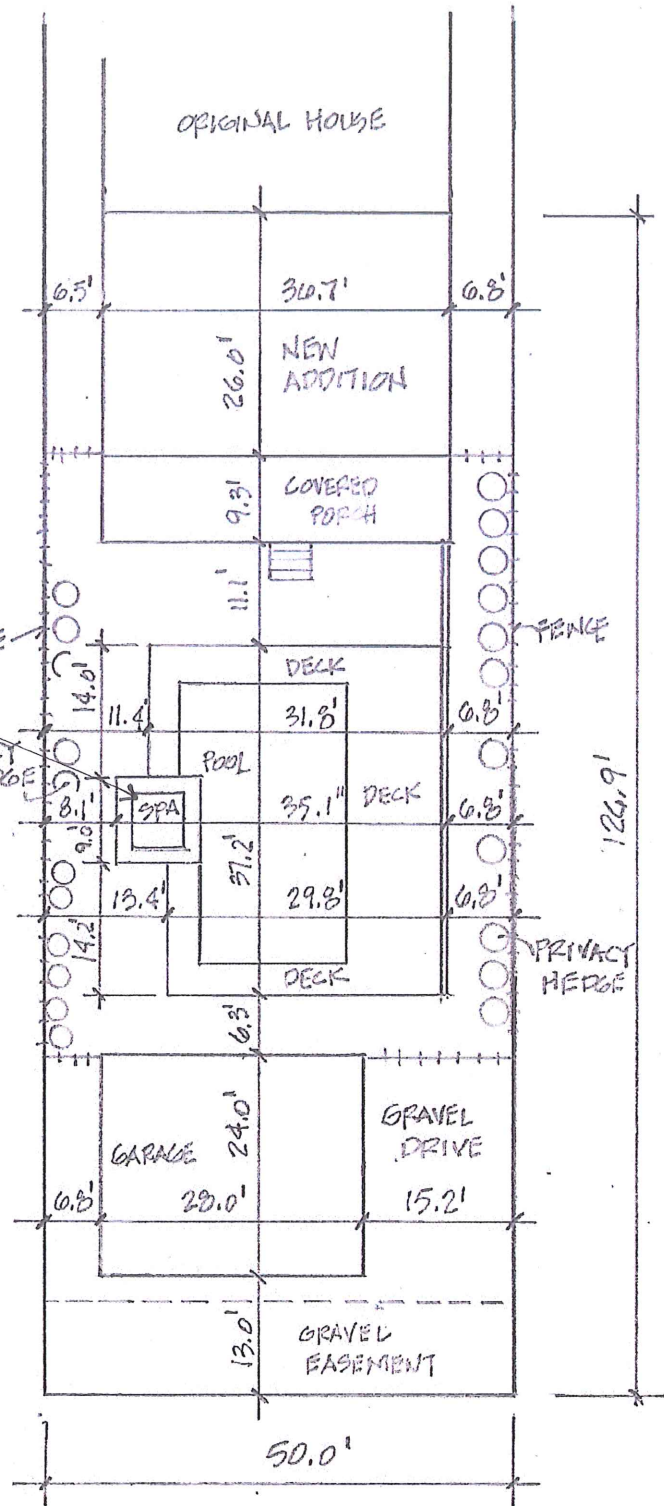 ORIGINAL HOUSE
6.5'
36.7'
6.8'
26.0'
NEW
ADDITION
9.3'
COVERED
PORCH
11.1'
E
FENCE
DECK
14.0'
11.4'
31.8'
6.8'
POOL
Y
GE
8.1'
SPA
35.1"
DECK
6.8'
126.9'
9.0'
37.2'
13.4'
29.8'
6.8'
14.2'
PRIVACY
HEDGE
DECK
6.3'
24.0'
GARAGE
GRAVEL
DRIVE
6.8'
28.0'
15.2'
13.0'
GRAVEL
EASEMENT
50.0'